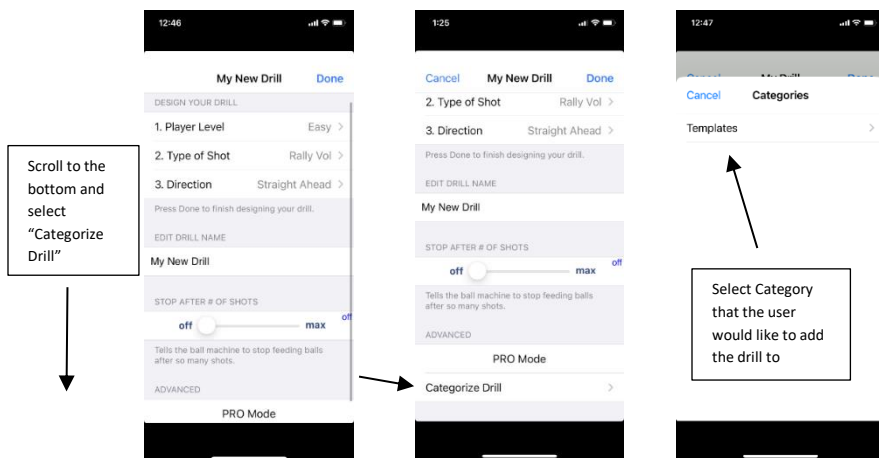 Scroll to the
bottom and
select
“Categorize
Drill”
12:46
My New Drill Done
DESIGN YOUR DRILL
1. Player Level Easy >
2. Type of Shot Rally Vol >
3. Direction Straight Ahead >
Press Done to finish designing your drill.
EDIT DRILL NAME
My New Drill
STOP AFTER # OF SHOTS
off
off max
Tells the ball machine to stop feeding balls
after so many shots.
ADVANCED
PRO Mode
1:25
Cancel My New Drill Done
2. Type of Shot Rally Vol >
3. Direction Straight Ahead >
Press Done to finish designing your drill.
EDIT DRILL NAME
My New Drill
STOP AFTER # OF SHOTS
off
off max
Tells the ball machine to stop feeding balls
after so many shots.
ADVANCED
PRO Mode
Categorize Drill >
12:47
Cancel Categories
Templates >
Select Category
that the user
would like to add
the drill to